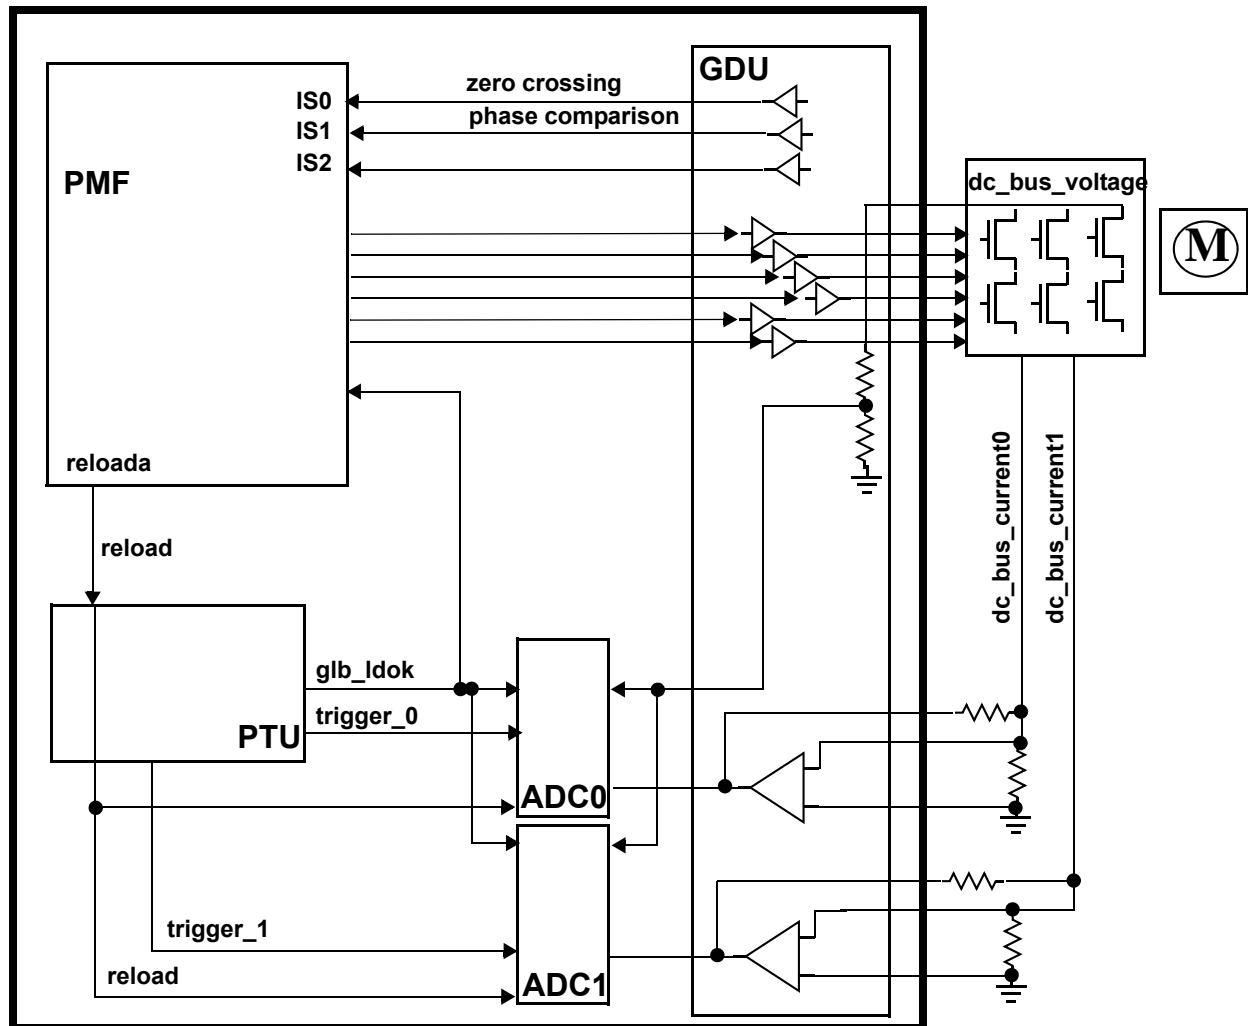 GDU
zero crossing
IS0
phase comparison
IS1
IS2
PMF
dc_bus_voltage
M
dc_bus_current0
dc_bus_current1
reloada
reload
glb_ldok
trigger_0
PTU
ADC0
trigger_1
reload
ADC1